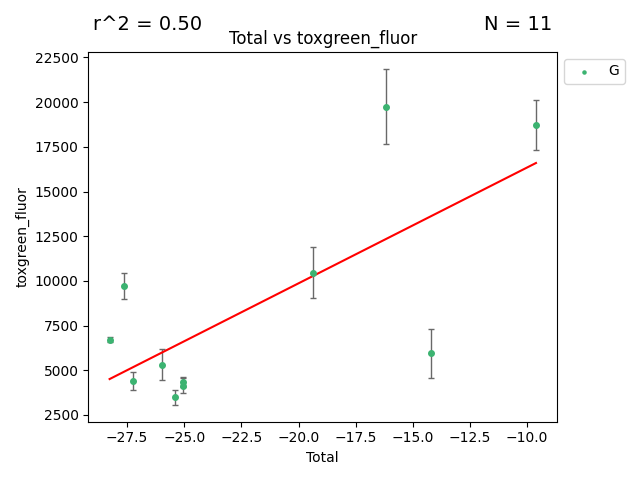 r^2 = 0.50
N = 11
Total vs toxgreen_fluor
G
22500
20000
17500
15000
12500
10000
7500
5000
2500
toxgreen_fluor
−27.5 −25.0 −22.5 −20.0 −17.5 −15.0 −12.5 −10.0
Total